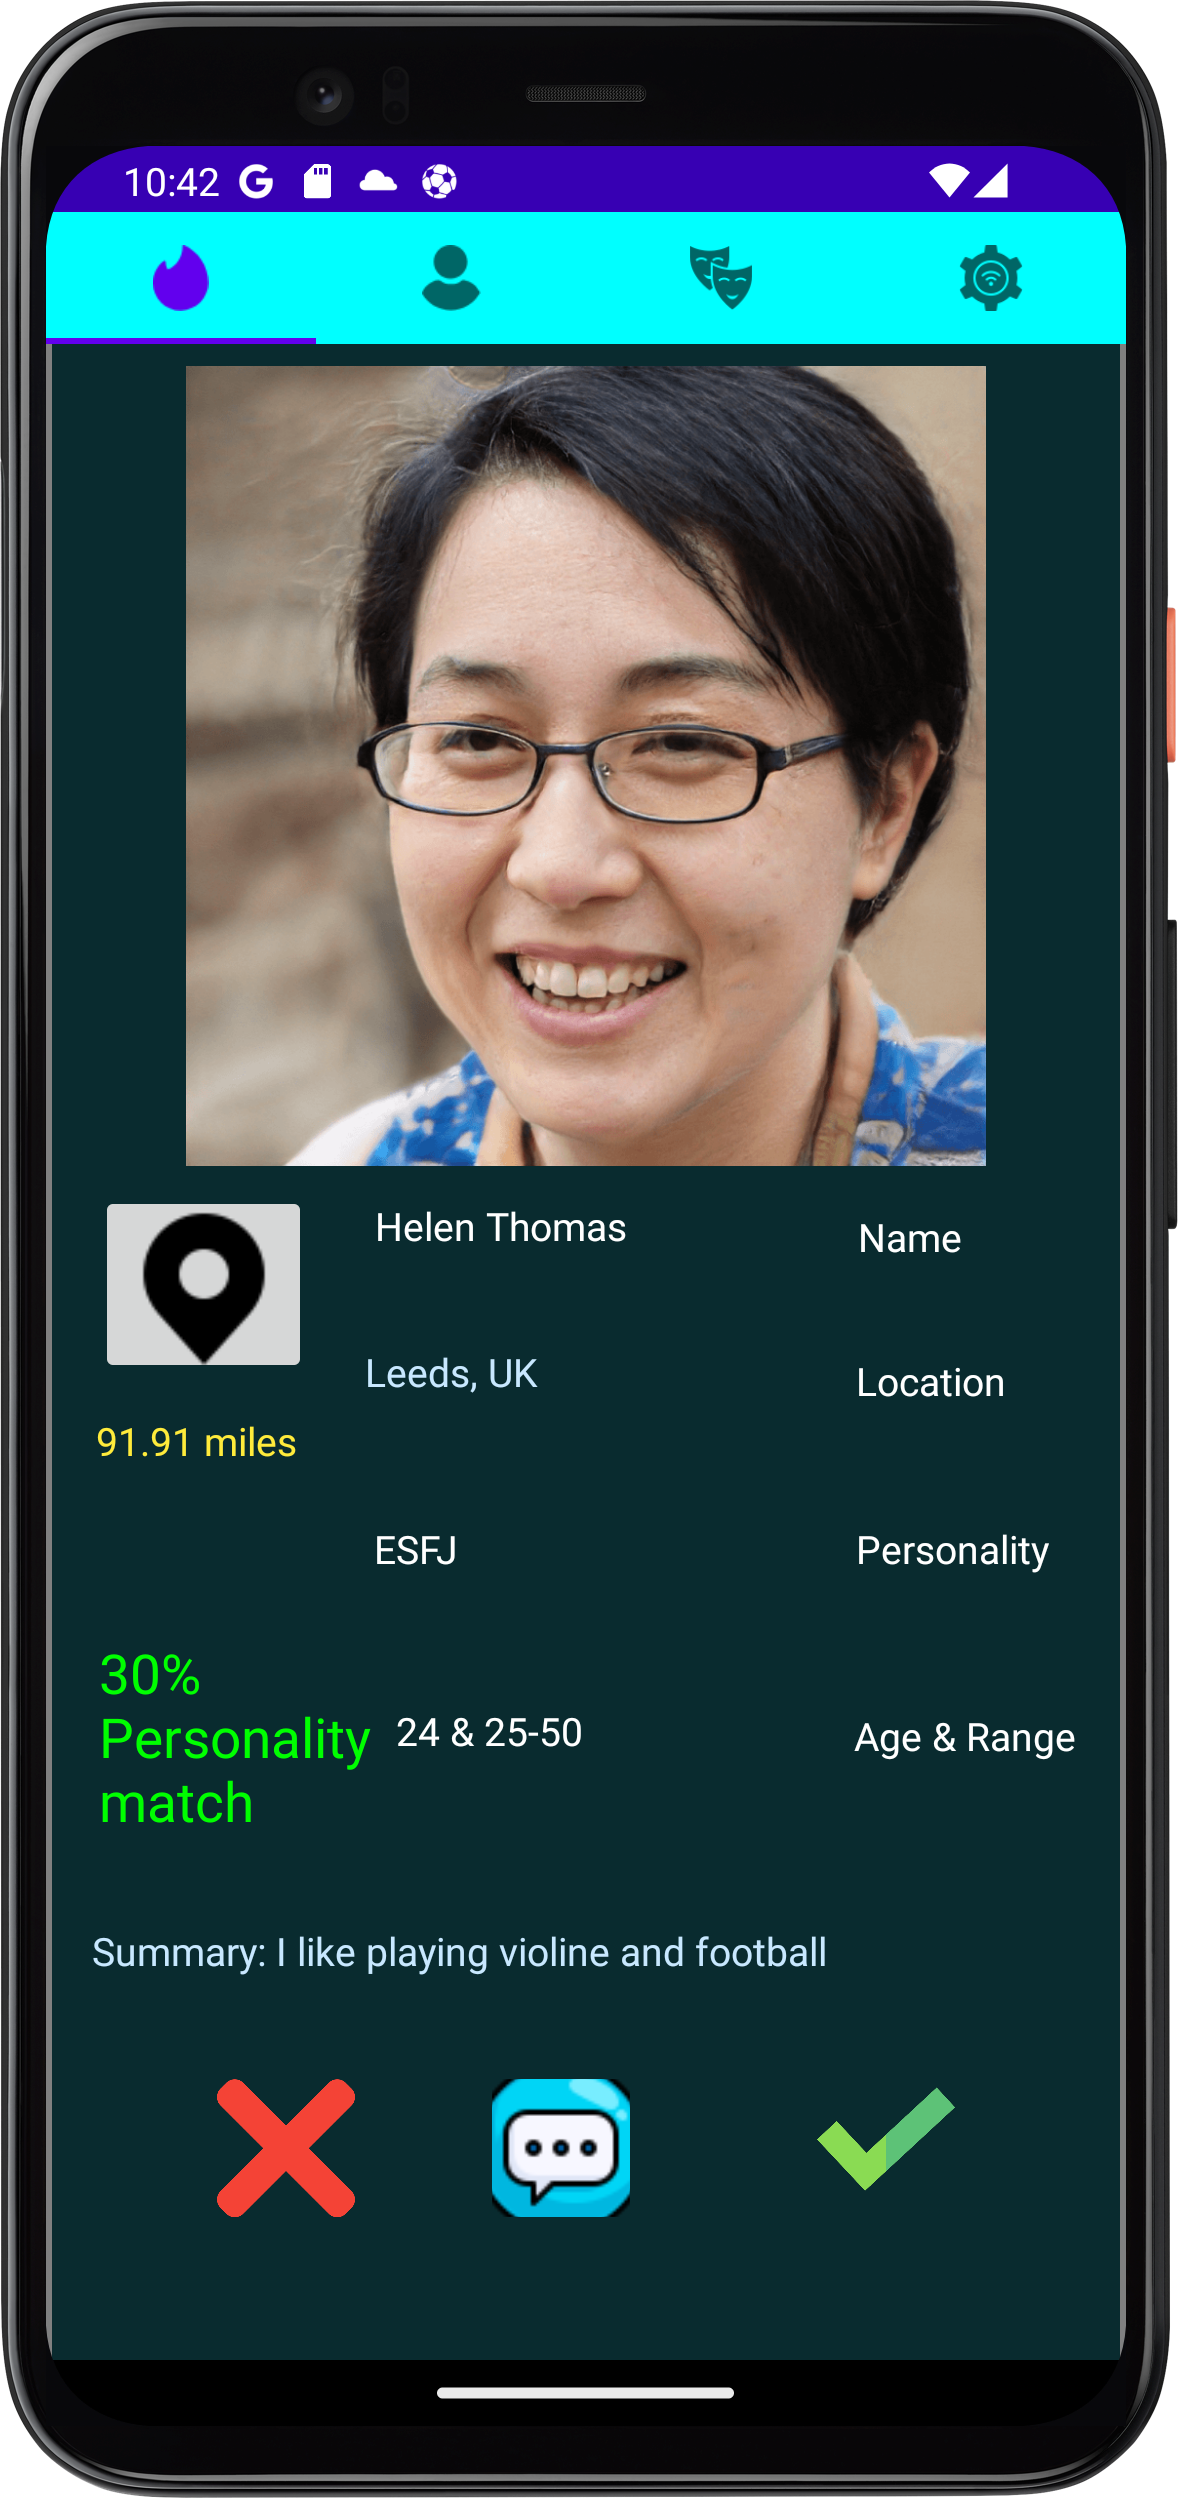 10:42
Helen Thomas
Name
Leeds, UK
Location
91.91 miles
ESFJ
Personality
30%
Personality
match
24 & 25-50
Age & Range
Summary: I like playing violine and football